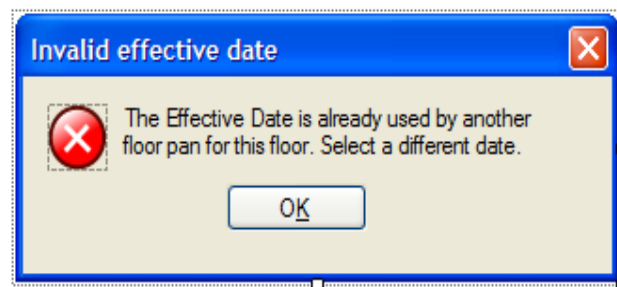 Invalid effective date
The Effective Date is already used by another
floor pan for this floor. Select a different date.
OK